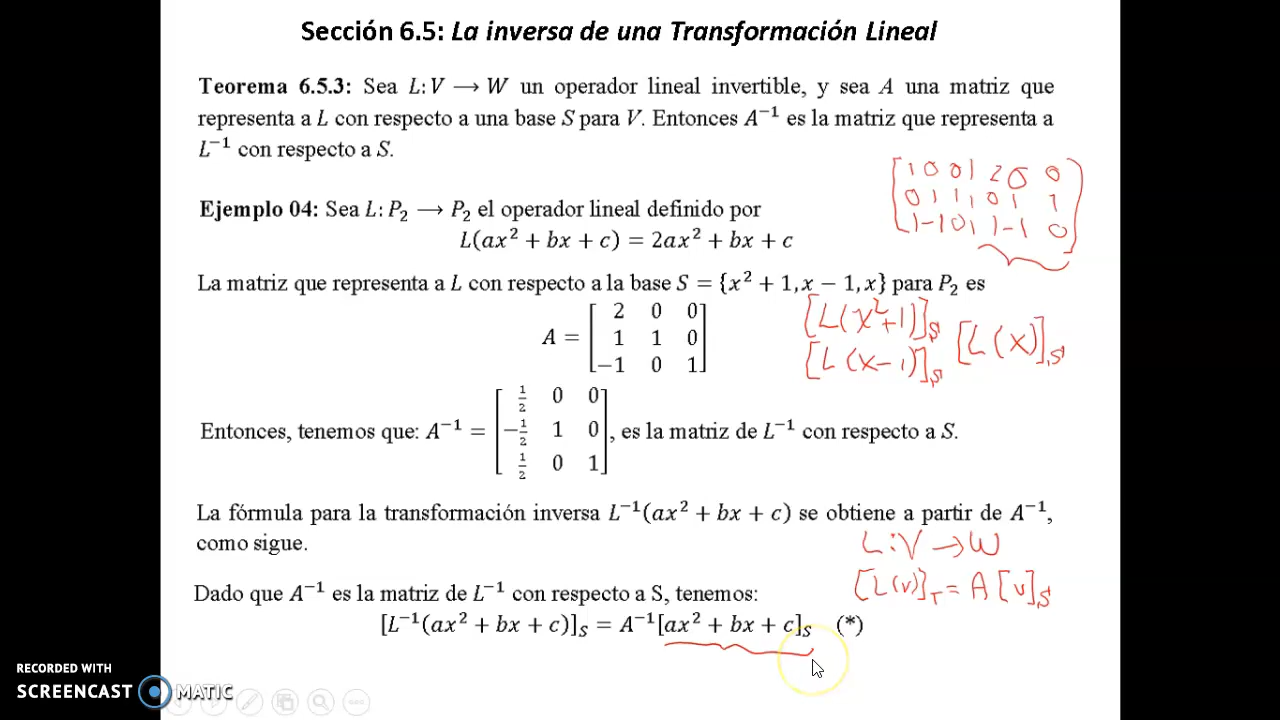 Sección 6.5: La inversa de una Transformación Lineal
Teorema 6.5.3: Sea L: V ⟶ W un operador lineal invertible, y sea A una matriz que
representa a L con respecto a una base S para V. Entonces A⁻¹ es la matriz que representa a
L⁻¹ con respecto a S.
[1 0 0 | 2 0 0
0 1 1 | 0 1 1
1 -1 0 | 1 -1 0]
Ejemplo 04: Sea L: P₂ ⟶ P₂ el operador lineal definido por
L(ax² + bx + c) = 2ax² + bx + c
La matriz que representa a L con respecto a la base S = {x² + 1, x − 1, x} para P₂ es
A = [2 0 0
1 1 0
−1 0 1]
[L(x²+1)]S [L(x)]S
[L(x-1)]S
Entonces, tenemos que: A⁻¹ = [1/2 0 0
−1/2 1 0
1/2 0 1], es la matriz de L⁻¹ con respecto a S.
La fórmula para la transformación inversa L⁻¹(ax² + bx + c) se obtiene a partir de A⁻¹,
como sigue.
L: V → W
[L(v)]T = A [v]S
Dado que A⁻¹ es la matriz de L⁻¹ con respecto a S, tenemos:
[L⁻¹(ax² + bx + c)]S = A⁻¹[ax² + bx + c]S (*)
RECORDED WITH
SCREENCAST MATIC